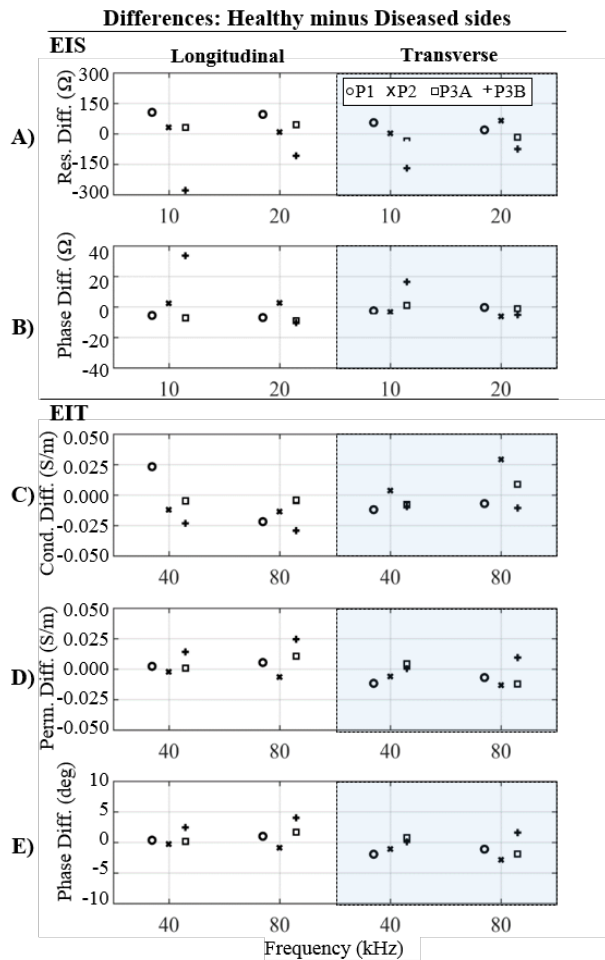 Differences: Healthy minus Diseased sides
EIS
Longitudinal Transverse
A)
Res. Diff. (Ω)
300
150
0
-150
-300
oP1 ×P2 □P3A +P3B
10 20 10 20
B)
Phase Diff. (Ω)
40
20
0
-20
-40
10 20 10 20
EIT
C)
Cond. Diff. (S/m)
0.050
0.025
0.000
-0.025
-0.050
40 80 40 80
D)
Perm. Diff. (S/m)
0.050
0.025
0.000
-0.025
-0.050
40 80 40 80
E)
Phase Diff. (deg)
10
5
0
-5
-10
40 80 40 80
Frequency (kHz)